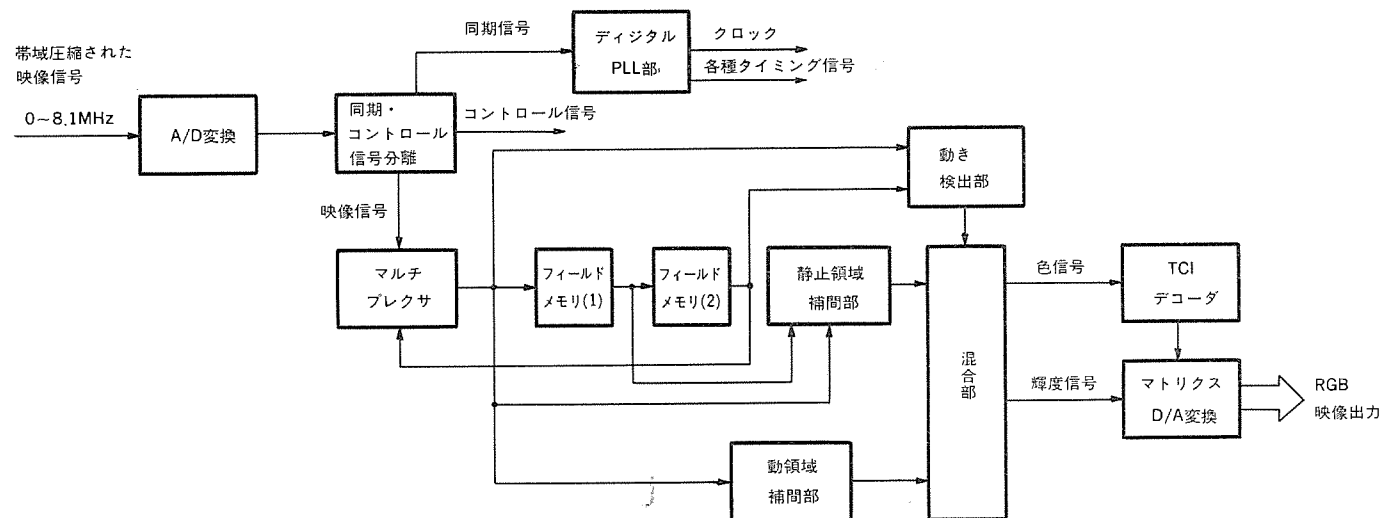 帯域圧縮された
映像信号
0~8.1MHz
A/D変換
同期・
コントロール
信号分離
同期信号
ディジタル
PLL部
クロック
各種タイミング信号
コントロール信号
映像信号
マルチ
プレクサ
フィールド
メモリ(1)
フィールド
メモリ(2)
静止領域
補間部
動き
検出部
動領域
補間部
混合部
色信号
輝度信号
TCI
デコーダ
マトリクス
D/A変換
RGB
映像出力